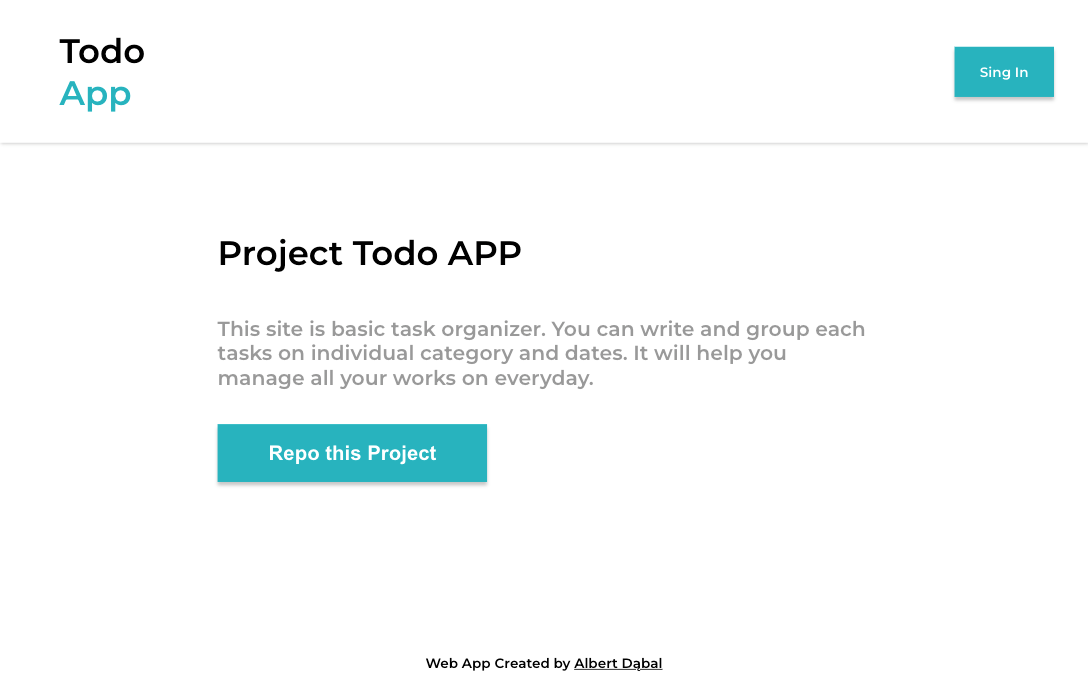 Todo
App
Sing In
Project Todo APP
This site is basic task organizer. You can write and group each
tasks on individual category and dates. It will help you
manage all your works on everyday.
Repo this Project
Web App Created by Albert Dąbal